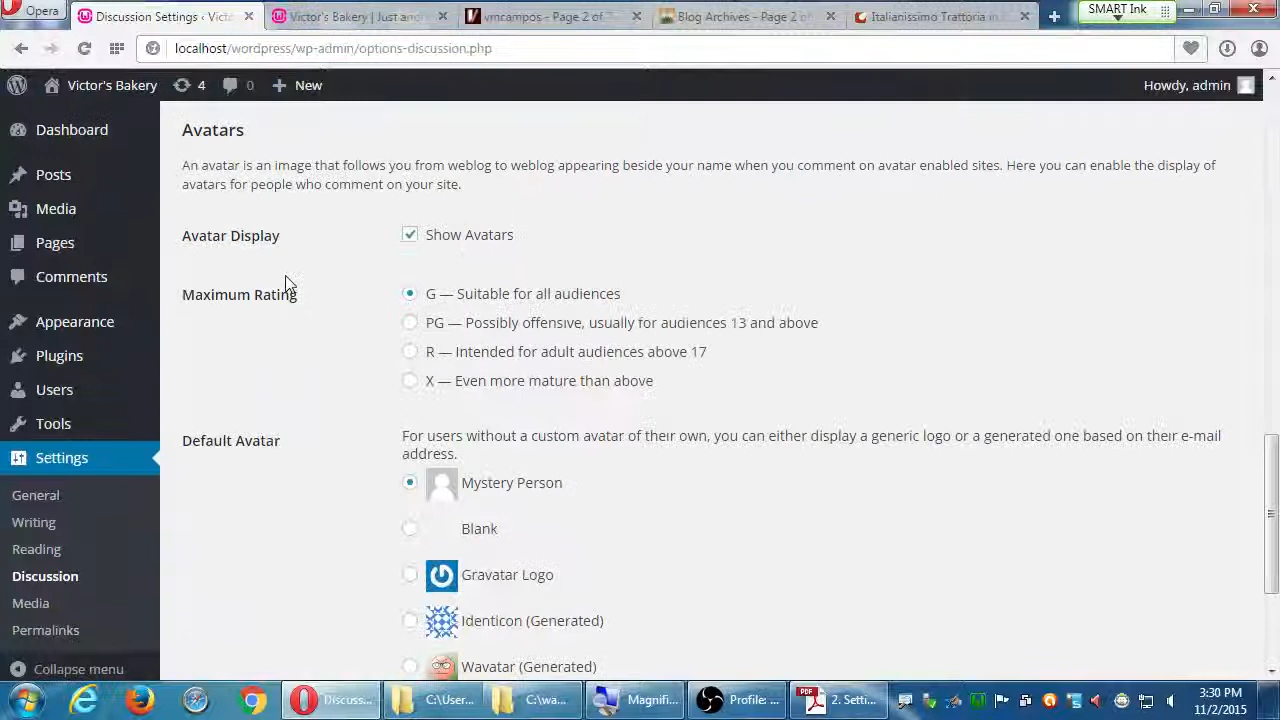 Opera
Discussion Settings ‹ Victo
Victor's Bakery | Just an
vmcampos - Page 2 of
Blog Archives - Page 2 of
Italianissimo Trattoria in
SMART Ink
localhost/wordpress/wp-admin/options-discussion.php
Victor's Bakery
4
0
New
Howdy, admin
Dashboard
Posts
Media
Pages
Comments
Appearance
Plugins
Users
Tools
Settings
General
Writing
Reading
Discussion
Media
Permalinks
Collapse menu
Avatars
An avatar is an image that follows you from weblog to weblog appearing beside your name when you comment on avatar enabled sites. Here you can enable the display of
avatars for people who comment on your site.
Avatar Display
Show Avatars
Maximum Rating
G — Suitable for all audiences
PG — Possibly offensive, usually for audiences 13 and above
R — Intended for adult audiences above 17
X — Even more mature than above
Default Avatar
For users without a custom avatar of their own, you can either display a generic logo or a generated one based on their e-mail
address.
Mystery Person
Blank
Gravatar Logo
Identicon (Generated)
Wavatar (Generated)
Discuss...
C:\User...
C:\wa...
Magnifi...
Profile: ...
PDF
2. Setti...
3:30 PM
11/2/2015